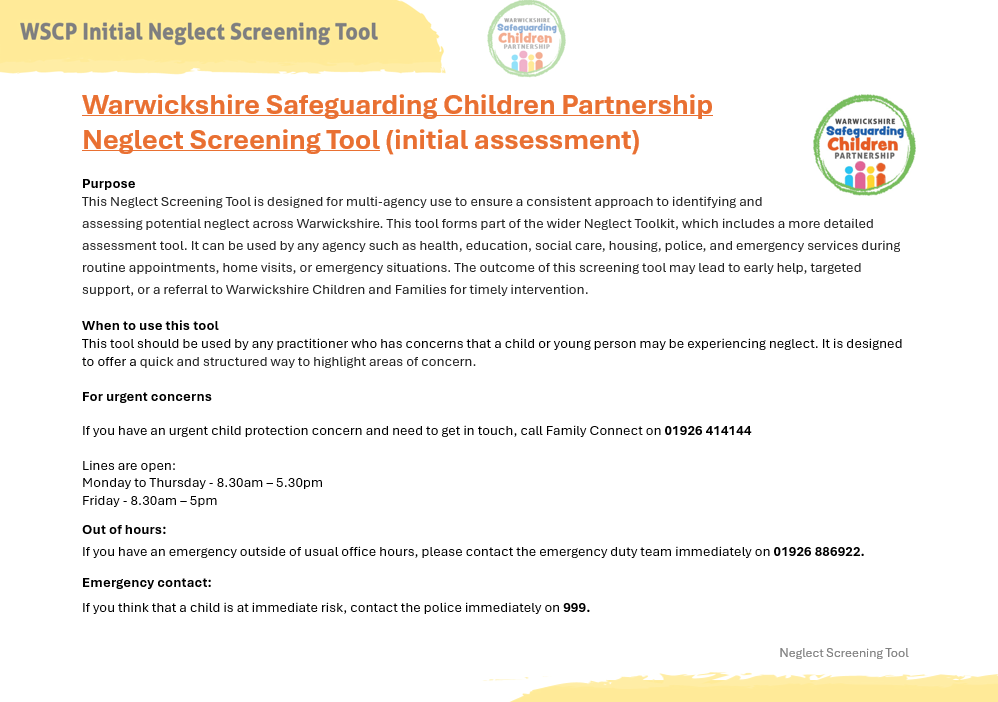 WSCP Initial Neglect Screening Tool
WARWICKSHIRE
Safeguarding
Children
PARTNERSHIP
Warwickshire Safeguarding Children Partnership
Neglect Screening Tool (initial assessment)
WARWICKSHIRE
Safeguarding
Children
PARTNERSHIP
Purpose
This Neglect Screening Tool is designed for multi-agency use to ensure a consistent approach to identifying and
assessing potential neglect across Warwickshire. This tool forms part of the wider Neglect Toolkit, which includes a more detailed
assessment tool. It can be used by any agency such as health, education, social care, housing, police, and emergency services during
routine appointments, home visits, or emergency situations. The outcome of this screening tool may lead to early help, targeted
support, or a referral to Warwickshire Children and Families for timely intervention.
When to use this tool
This tool should be used by any practitioner who has concerns that a child or young person may be experiencing neglect. It is designed
to offer a quick and structured way to highlight areas of concern.
For urgent concerns
If you have an urgent child protection concern and need to get in touch, call Family Connect on 01926 414144
Lines are open:
Monday to Thursday - 8.30am – 5.30pm
Friday - 8.30am – 5pm
Out of hours:
If you have an emergency outside of usual office hours, please contact the emergency duty team immediately on 01926 886922.
Emergency contact:
If you think that a child is at immediate risk, contact the police immediately on 999.
Neglect Screening Tool